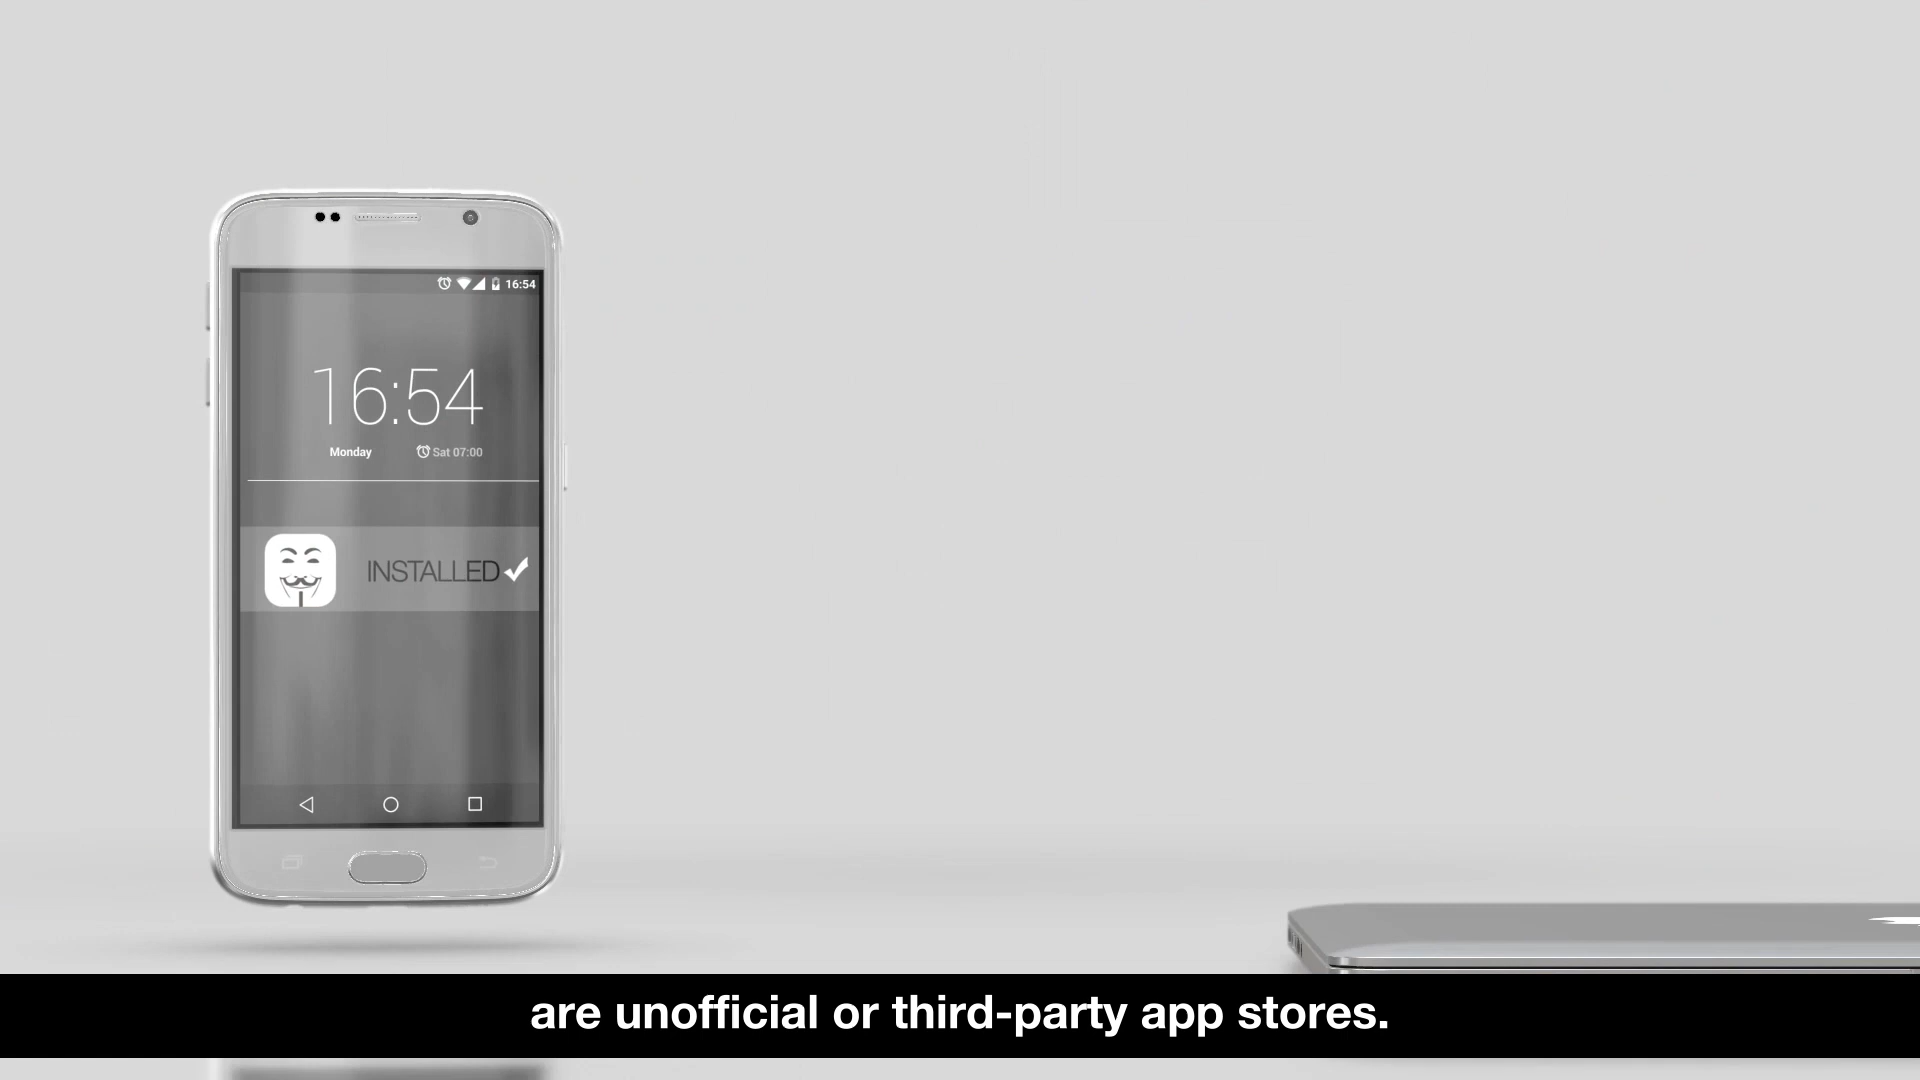 16:54
16:54
Monday
Sat 07:00
INSTALLED
are unofficial or third-party app stores.